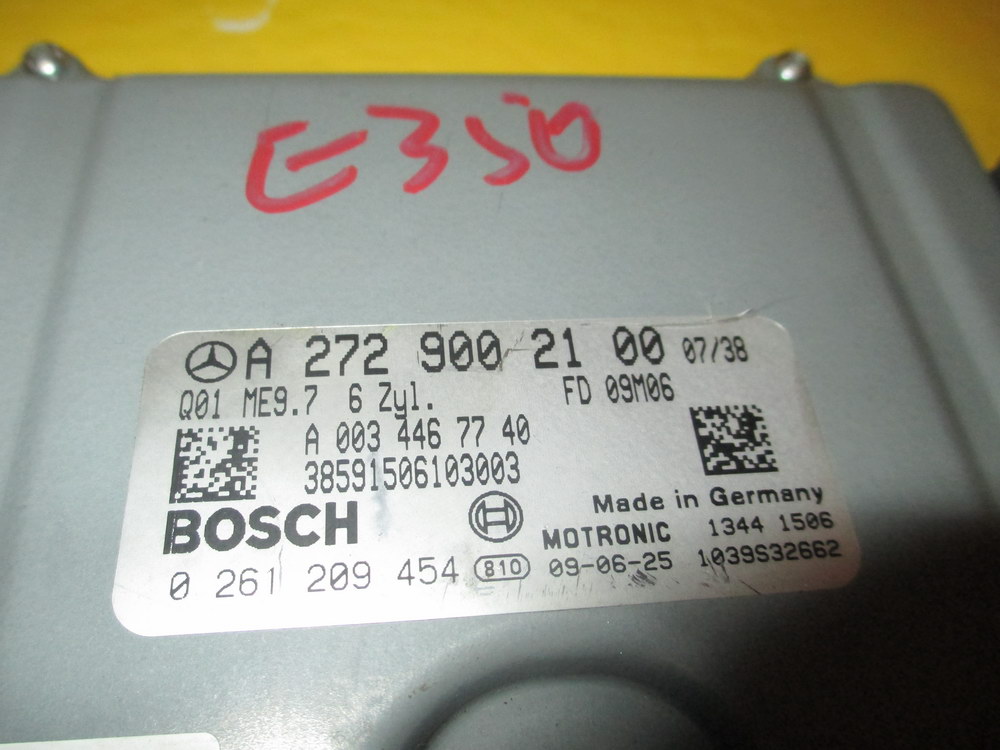 E350
A 272 900 21 00 07/38
Q01 ME9.7 6 Zyl. FD 09M06
A 003 446 77 40
38591506103003
BOSCH
Made in Germany
MOTRONIC 1344 1506
0 261 209 454 810 09-06-25 1039S32662